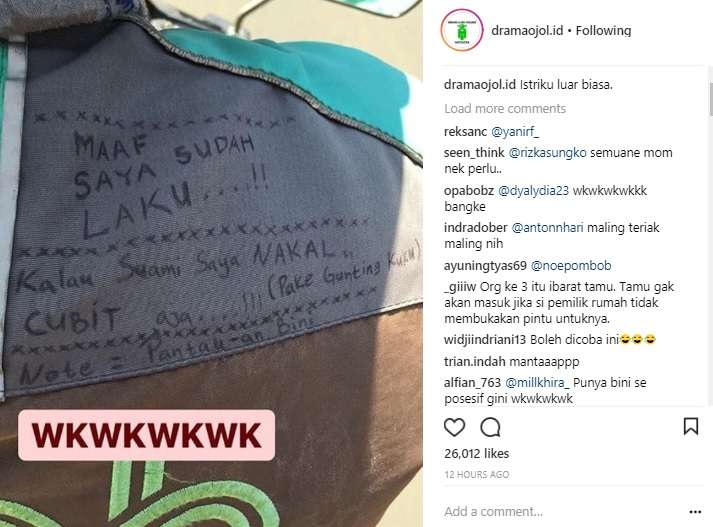 xxxxxxxxxxxxxxxxxx
MAAF SUDAH
SAYA
LAKU....!!
xxxxxxxxxxxxxxxxxxxxxx
xxxxxxxxxxxxxxxxxxxxxx
Kalau Suami Saya NAKAL,,
CUBIT aja.....!!! (Pake Gunting Kuku)
xxxxxxxxxxxxxxxxxxxxxx
Note = Pantau-an Bini
WKWKWKWK
dramaojol.id • Following
dramaojol.id Istriku luar biasa.
Load more comments
reksanc @yanirf_
seen_think @rizkasungko semuane mom
nek perlu..
opabobz @dyalydia23 wkwkwkwkkk
bangke
indradober @antonnhari maling teriak
maling nih
ayuningtyas69 @noepombob
_giiiw Org ke 3 itu ibarat tamu. Tamu gak
akan masuk jika si pemilik rumah tidak
membukakan pintu untuknya.
widjiindriani13 Boleh dicoba ini😂😂😂
trian.indah mantaaappp
alfian_763 @millkhira_ Punya bini se
posesif gini wkwkwkwk
26,012 likes
12 HOURS AGO
Add a comment...